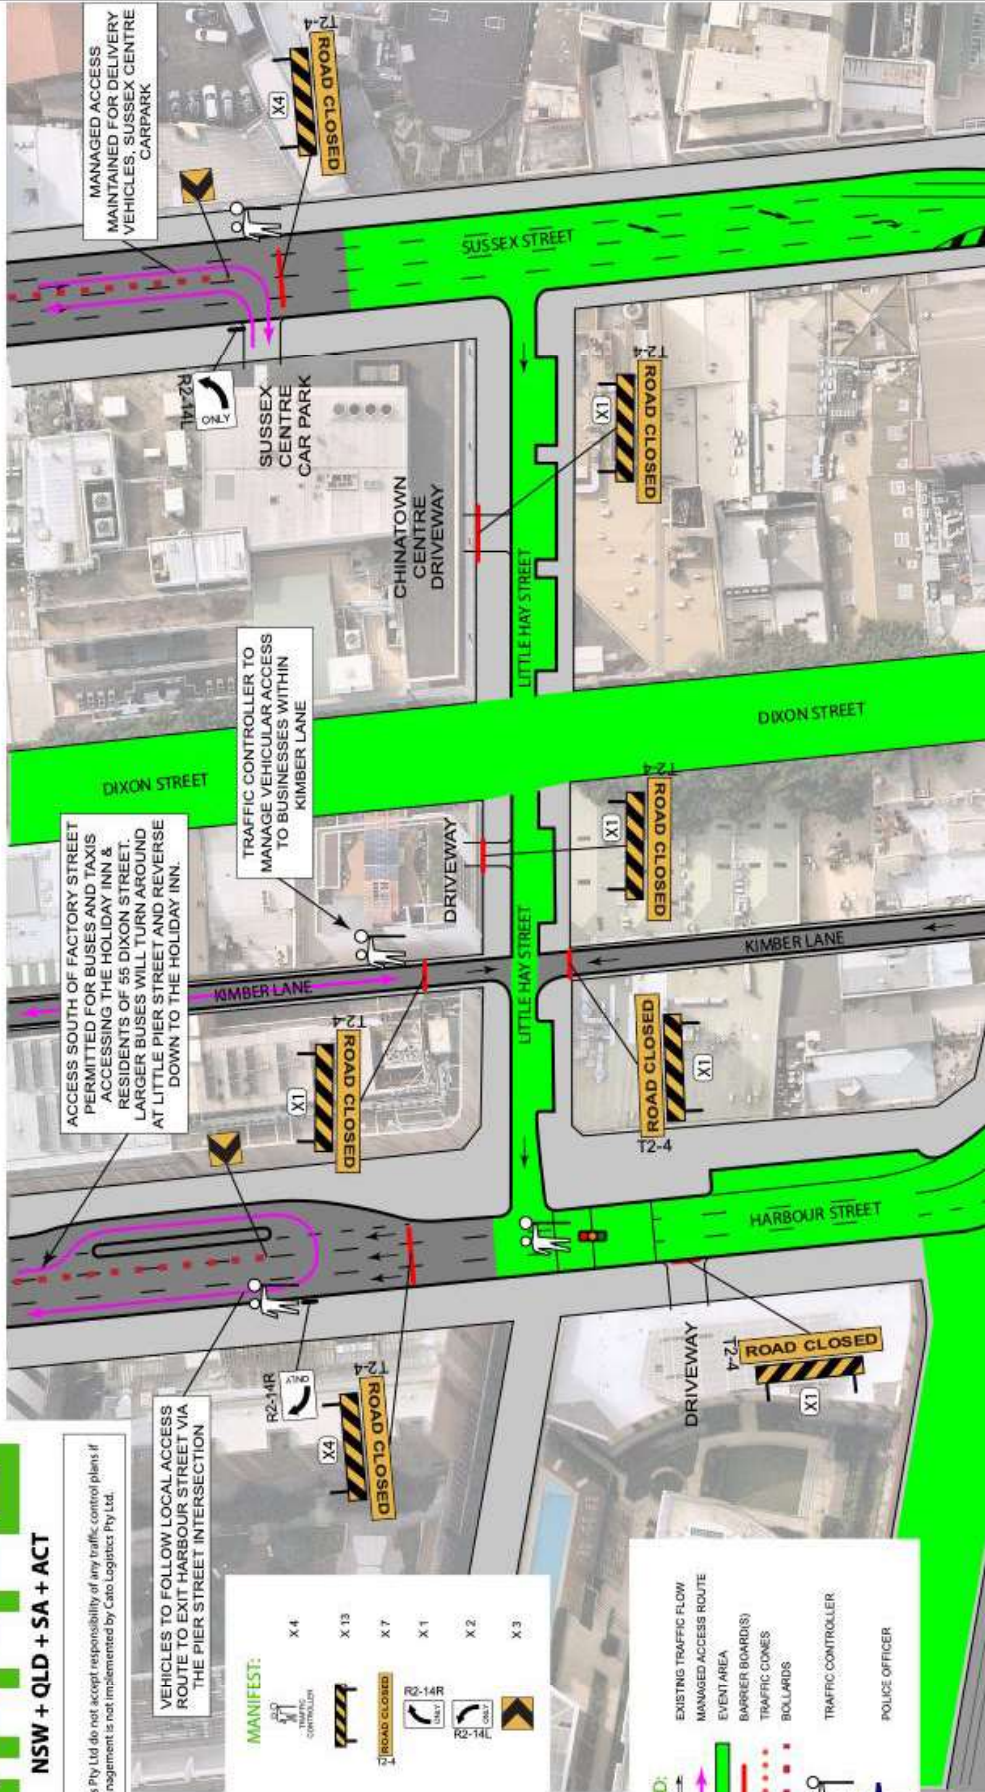 NSW + QLD + SA + ACT
s Pty Ltd do not accept responsibility of any traffic control plans if
nagement is not implemented by Cato Logistics Pty Ltd.
VEHICLES TO FOLLOW LOCAL ACCESS
ROUTE TO EXIT HARBOUR STREET VIA
THE PIER STREET INTERSECTION
ACCESS SOUTH OF FACTORY STREET
PERMITTED FOR BUSES AND TAXIS
ACCESSING THE HOLIDAY INN &
RESIDENTS OF 55 DIXON STREET.
LARGER BUSES WILL TURN AROUND
AT LITTLE PIER STREET AND REVERSE
DOWN TO THE HOLIDAY INN.
TRAFFIC CONTROLLER TO
MANAGE VEHICULAR ACCESS
TO BUSINESSES WITHIN
KIMBER LANE
MANAGED ACCESS
MAINTAINED FOR DELIVERY
VEHICLES, SUSSEX CENTRE
CARPARK
R2-14R
ONLY
X4
ROAD CLOSED
T2-4
X1
ROAD CLOSED
T2-4
KIMBER LANE
DIXON STREET
R2-14L
ONLY
SUSSEX
CENTRE
CAR PARK
X4
ROAD CLOSED
T2-4
DRIVEWAY
CHINATOWN
CENTRE
DRIVEWAY
SUSSEX STREET
LITTLE HAY STREET
LITTLE HAY STREET
DRIVEWAY
T2-4
ROAD CLOSED
X1
HARBOUR STREET
T2-4
ROAD CLOSED
X1
KIMBER LANE
X1
ROAD CLOSED
T2-4
DIXON STREET
X1
ROAD CLOSED
T2-4
MANIFEST:
TRAFFIC
CONTROLLER
X 4
X 13
ROAD CLOSED
T2-4
X 7
R2-14R
ONLY
X 1
ONLY
R2-14L
X 2
X 3
D:
EXISTING TRAFFIC FLOW
MANAGED ACCESS ROUTE
EVENT AREA
BARRIER BOARD(S)
TRAFFIC CONES
BOLLARDS
TRAFFIC CONTROLLER
POLICE OFFICER